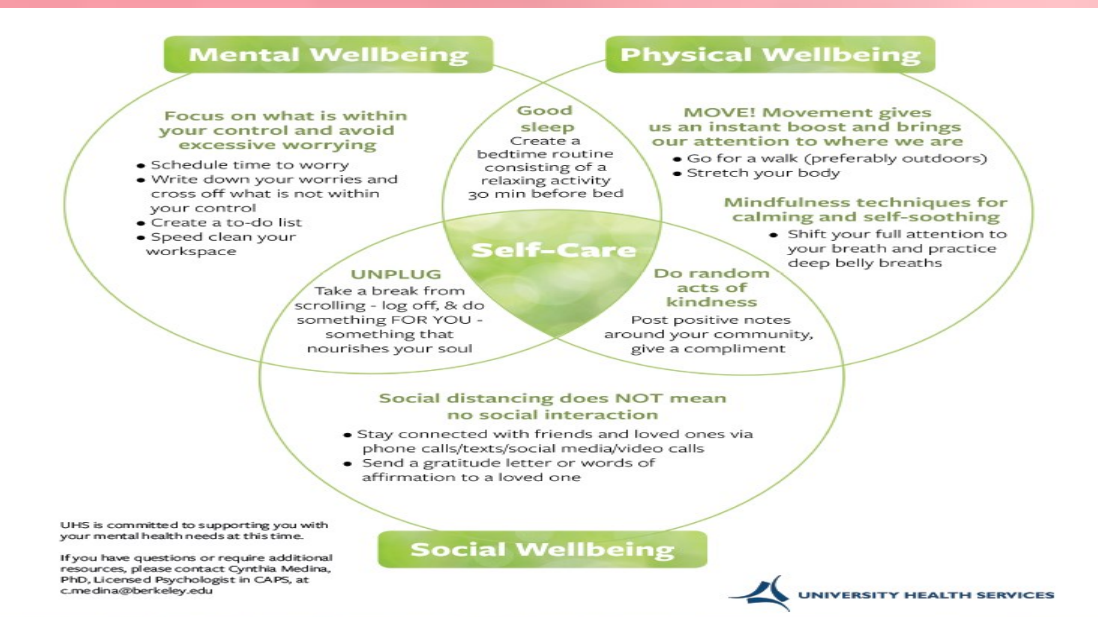 Mental Wellbeing
Physical Wellbeing
Focus on what is within
your control and avoid
excessive worrying
• Schedule time to worry
• Write down your worries and
cross off what is not within
your control
• Create a to-do list
• Speed clean your
workspace
Good
sleep
Create a
bedtime routine
consisting of a
relaxing activity
30 min before bed
MOVE! Movement gives
us an instant boost and brings
our attention to where we are
• Go for a walk (preferably outdoors)
• Stretch your body
Mindfulness techniques for
calming and self-soothing
• Shift your full attention to
your breath and practice
deep belly breaths
Self-Care
UNPLUG
Take a break from
scrolling - log off, & do
something FOR YOU -
something that
nourishes your soul
Do random
acts of
kindness
Post positive notes
around your community,
give a compliment
Social distancing does NOT mean
no social interaction
• Stay connected with friends and loved ones via
phone calls/texts/social media/video calls
• Send a gratitude letter or words of
affirmation to a loved one
Social Wellbeing
UHS is committed to supporting you with
your mental health needs at this time.
If you have questions or require additional
resources, please contact Cynthia Medina,
PhD, Licensed Psychologist in CAPS, at
c.medina@berkeley.edu
UNIVERSITY HEALTH SERVICES